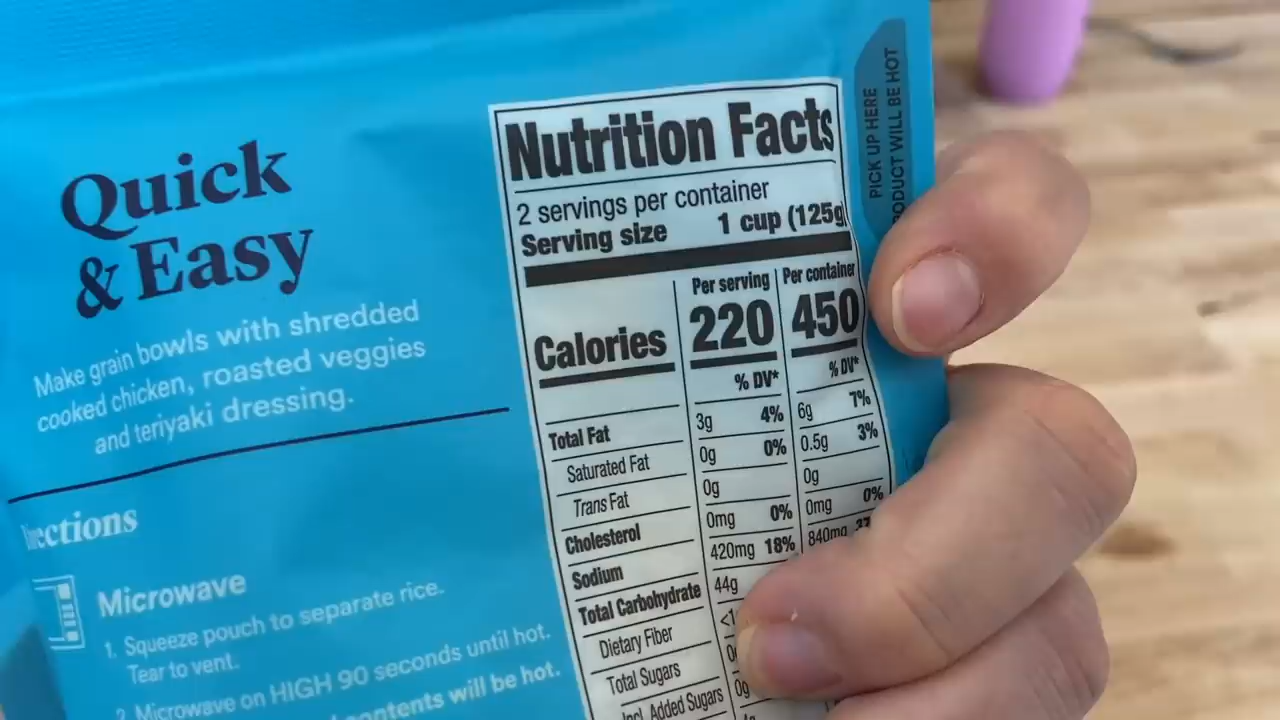 Quick
& Easy
Make grain bowls with shredded
cooked chicken, roasted veggies
and teriyaki dressing.
Microwave
1. Squeeze pouch to separate rice.
Tear to vent.
2. Microwave on HIGH 90 seconds until hot.
contents will be hot.
Nutrition Facts
2 servings per container
Serving size 1 cup (125g
Per serving Per container
Calories 220 450
% DV* % DV*
Total Fat 3g 4% 6g 7%
Saturated Fat 0g 0% 0.5g 3%
Trans Fat 0g 0g
Cholesterol 0mg 0% 0mg 0%
Sodium 420mg 18% 840mg
Total Carbohydrate 44g
Dietary Fiber <1
Total Sugars
Incl. Added Sugars 0g
PICK UP HERE
WILL BE HOT